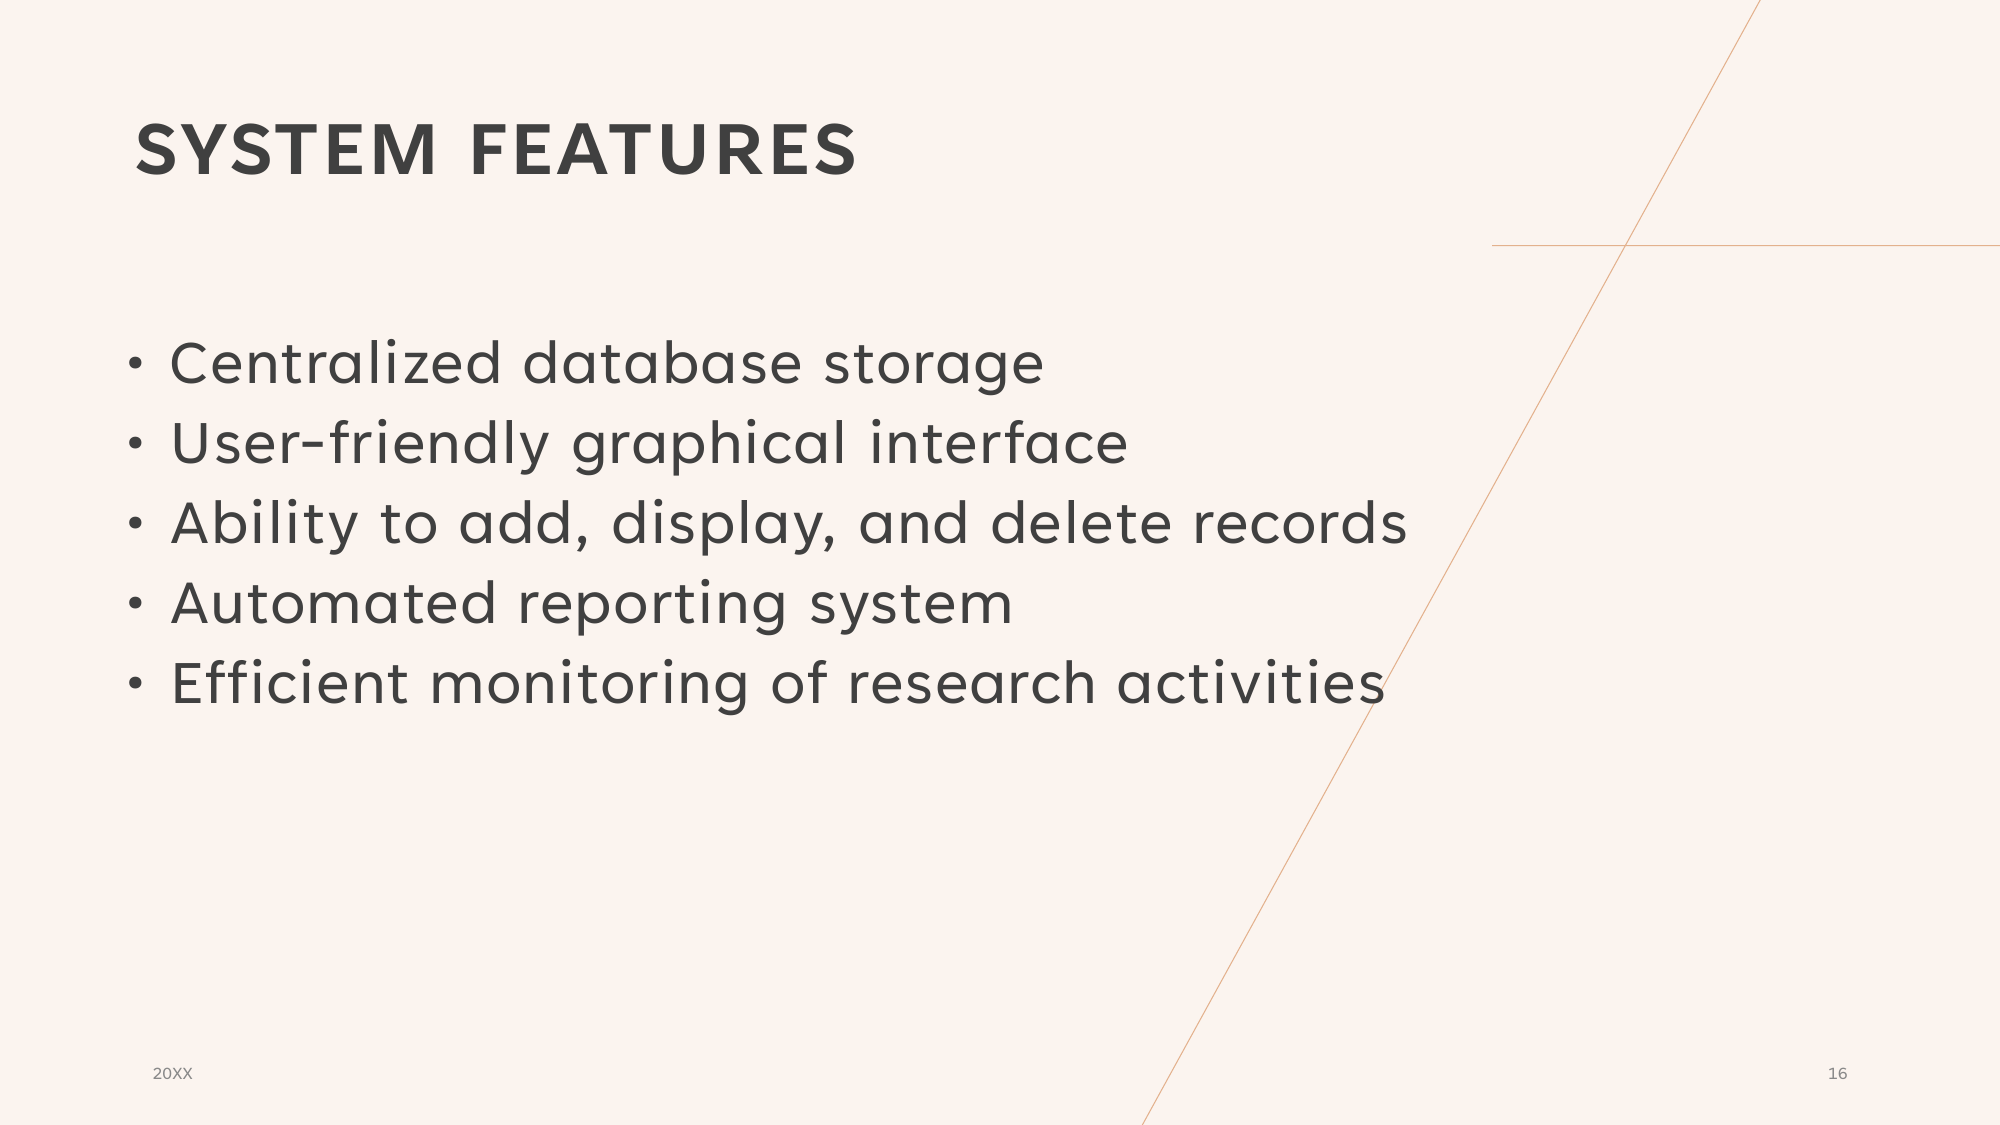 SYSTEM FEATURES
• Centralized database storage
• User-friendly graphical interface
• Ability to add, display, and delete records
• Automated reporting system
• Efficient monitoring of research activities
20XX
16